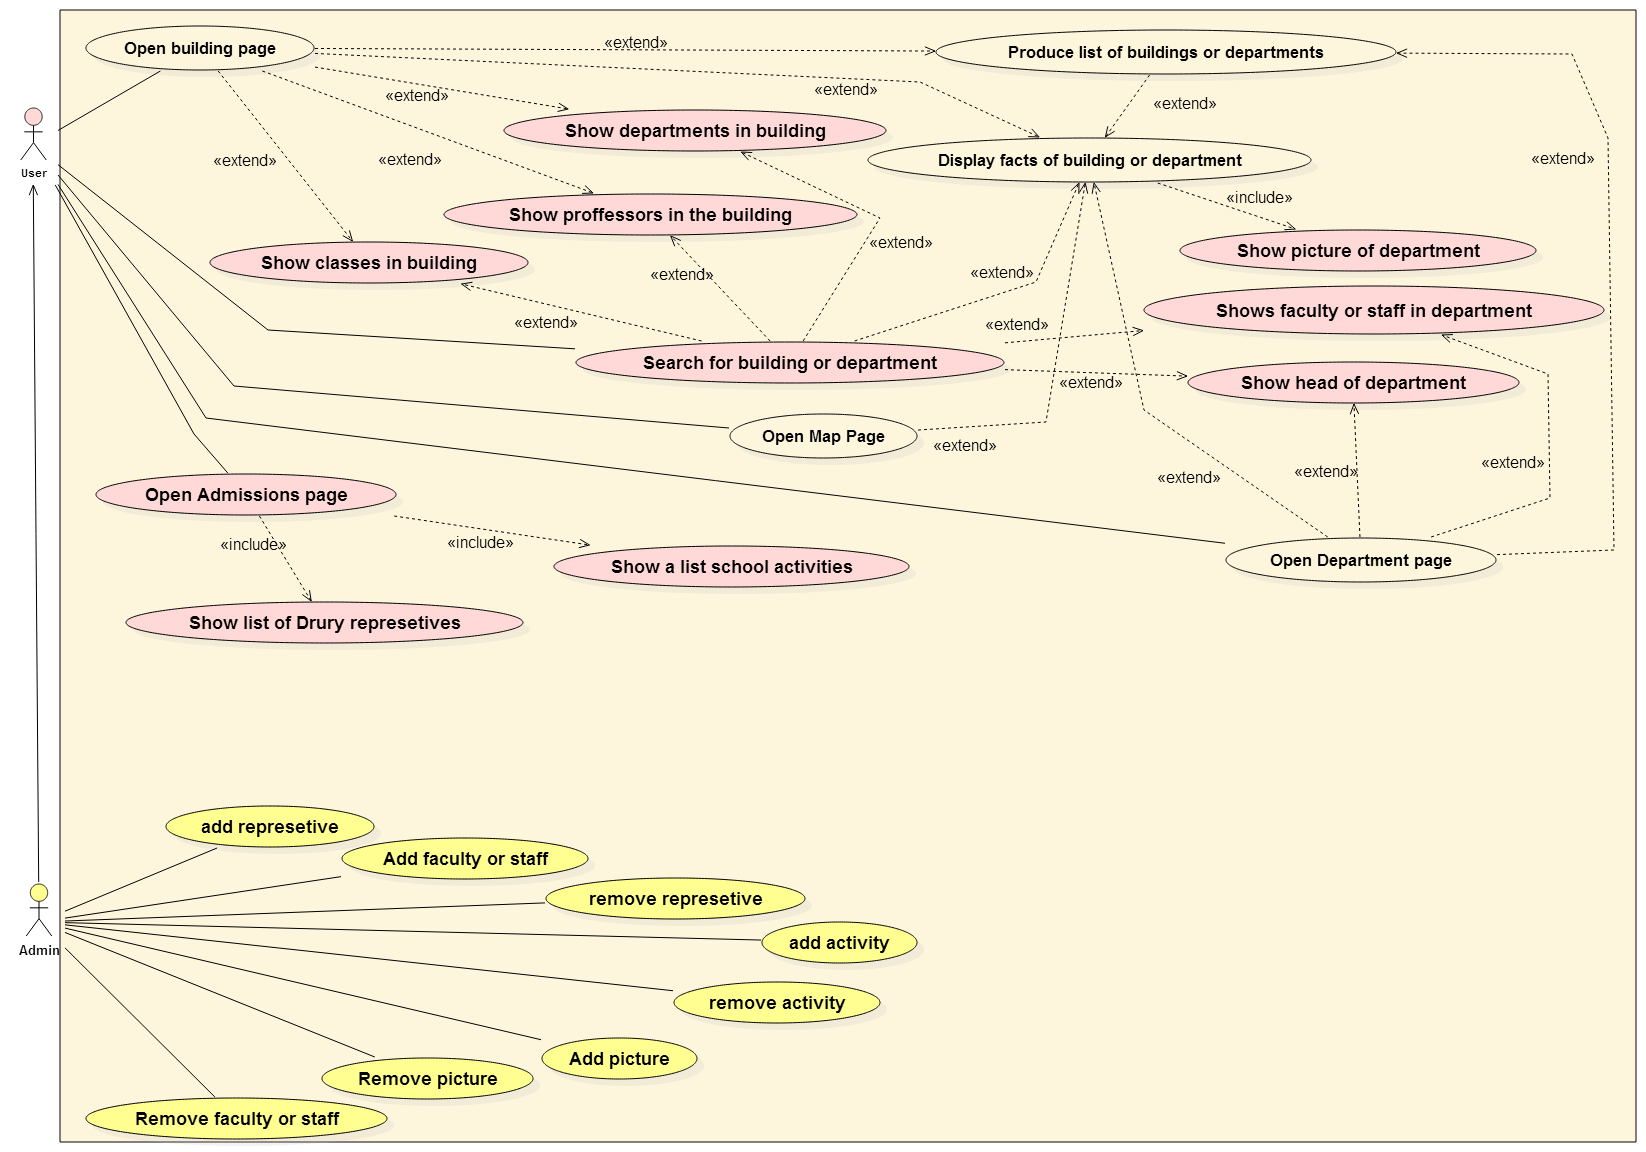 Open building page
«extend»
Produce list of buildings or departments
«extend»
«extend»
«extend»
User
Show departments in building
«extend»
«extend»
«extend»
Display facts of building or department
«extend»
«include»
Show proffessors in the building
«extend»
Show picture of department
Show classes in building
«extend»
«extend»
«extend»
«extend»
Shows faculty or staff in department
Search for building or department
«extend»
Show head of department
Open Map Page
«extend»
«extend»
«extend»
«extend»
Open Admissions page
«include»
«include»
Show a list school activities
Open Department page
Show list of Drury represetives
add represetive
Add faculty or staff
remove represetive
Admin
add activity
remove activity
Add picture
Remove picture
Remove faculty or staff